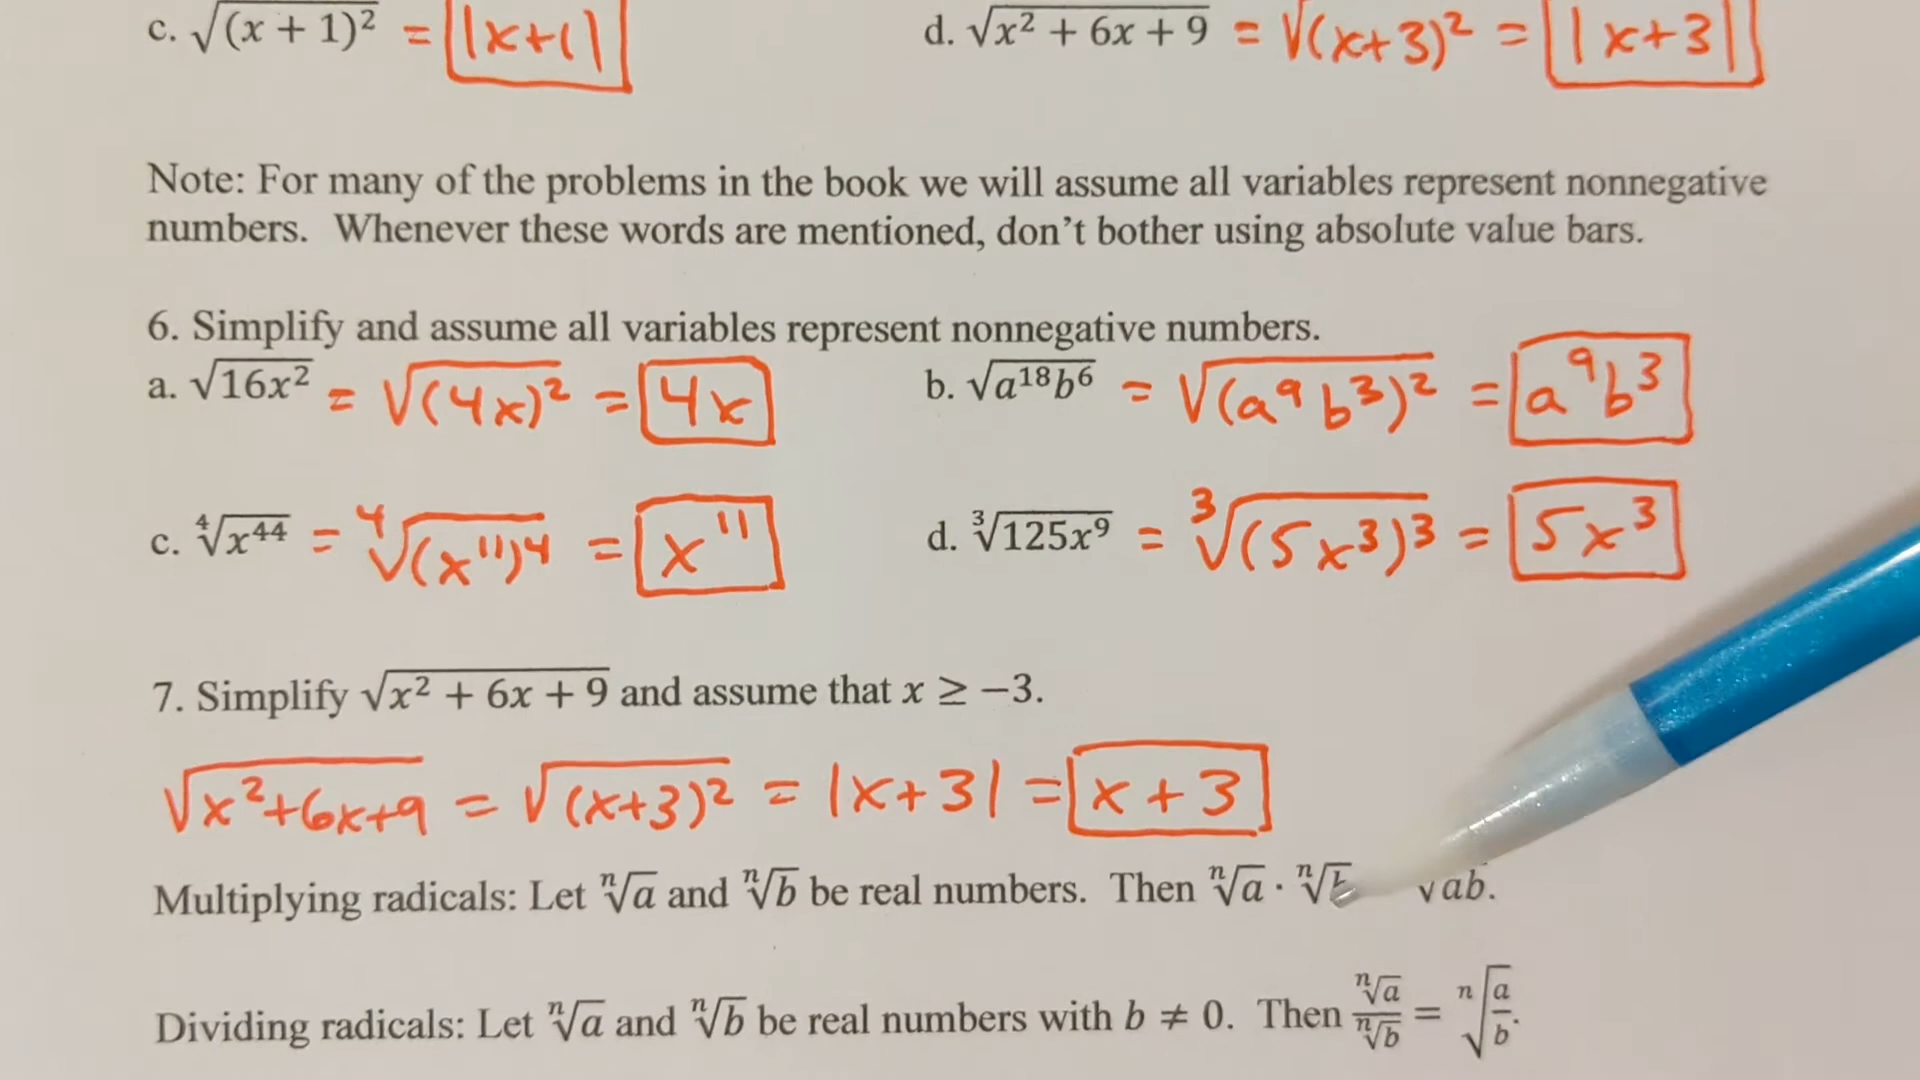 c. √(x + 1)² = |x+1|
d. √x² + 6x + 9 = √(x+3)² = |x+3|
Note: For many of the problems in the book we will assume all variables represent nonnegative
numbers. Whenever these words are mentioned, don’t bother using absolute value bars.
6. Simplify and assume all variables represent nonnegative numbers.
a. √16x² = √(4x)² = 4x
b. √a¹⁸b⁶ = √(a⁹b³)² = a⁹b³
c. ⁴√x⁴⁴ = ⁴√(x¹¹)⁴ = x¹¹
d. ³√125x⁹ = ³√(5x³)³ = 5x³
7. Simplify √x² + 6x + 9 and assume that x ≥ −3.
√x²+6x+9 = √(x+3)² = |x+3| = x+3
Multiplying radicals: Let ⁿ√a and ⁿ√b be real numbers. Then ⁿ√a · ⁿ√ √ab.
Dividing radicals: Let ⁿ√a and ⁿ√b be real numbers with b ≠ 0. Then ⁿ√a/ⁿ√b = ⁿ√a/b.